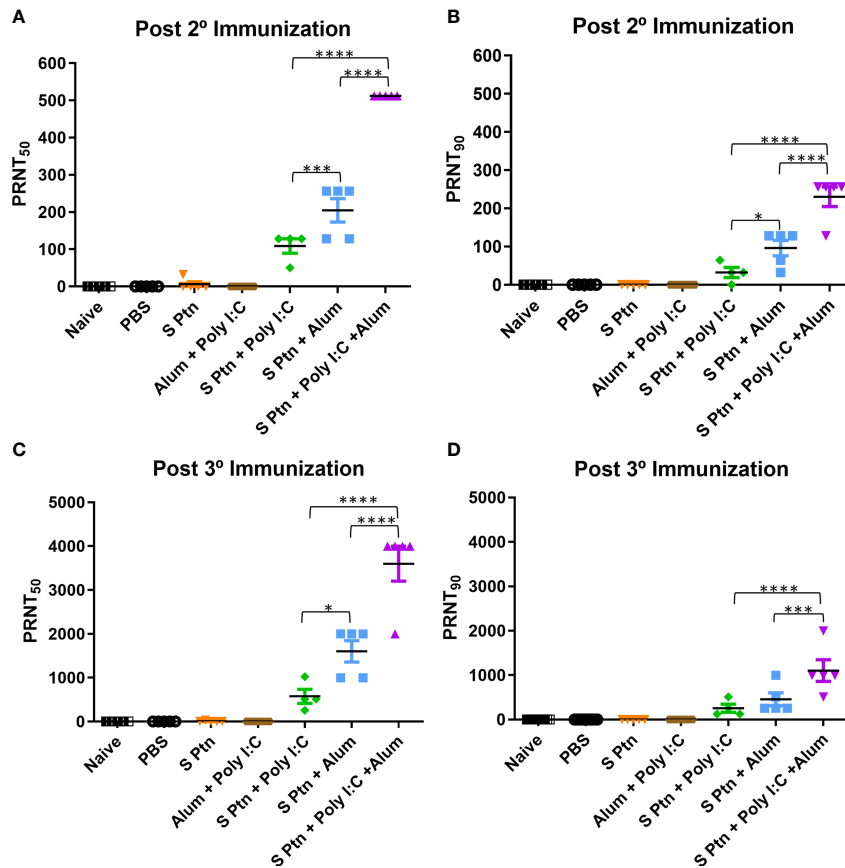 A
Post 2º Immunization
****
****
***
PRNT50
600
500
400
300
200
100
0
Naive
PBS
S Ptn
Alum + Poly I:C
S Ptn + Poly I:C
S Ptn + Alum
S Ptn + Poly I:C +Alum
B
Post 2º Immunization
****
****
*
PRNT90
600
500
400
300
200
100
0
Naive
PBS
S Ptn
Alum + Poly I:C
S Ptn + Poly I:C
S Ptn + Alum
S Ptn + Poly I:C +Alum
C
Post 3º Immunization
****
****
*
PRNT50
5000
4000
3000
2000
1000
0
Naive
PBS
S Ptn
Alum + Poly I:C
S Ptn + Poly I:C
S Ptn + Alum
S Ptn + Poly I:C +Alum
D
Post 3º Immunization
****
***
PRNT90
5000
4000
3000
2000
1000
0
Naive
PBS
S Ptn
Alum + Poly I:C
S Ptn + Poly I:C
S Ptn + Alum
S Ptn + Poly I:C +Alum